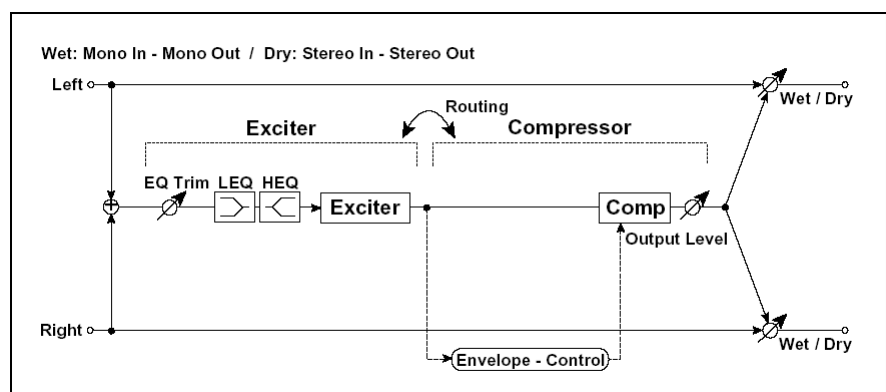 Wet: Mono In - Mono Out / Dry: Stereo In - Stereo Out
Left
Wet / Dry
Routing
Exciter
Compressor
EQ Trim
LEQ
HEQ
Exciter
Comp
Output Level
Right
Wet / Dry
Envelope - Control